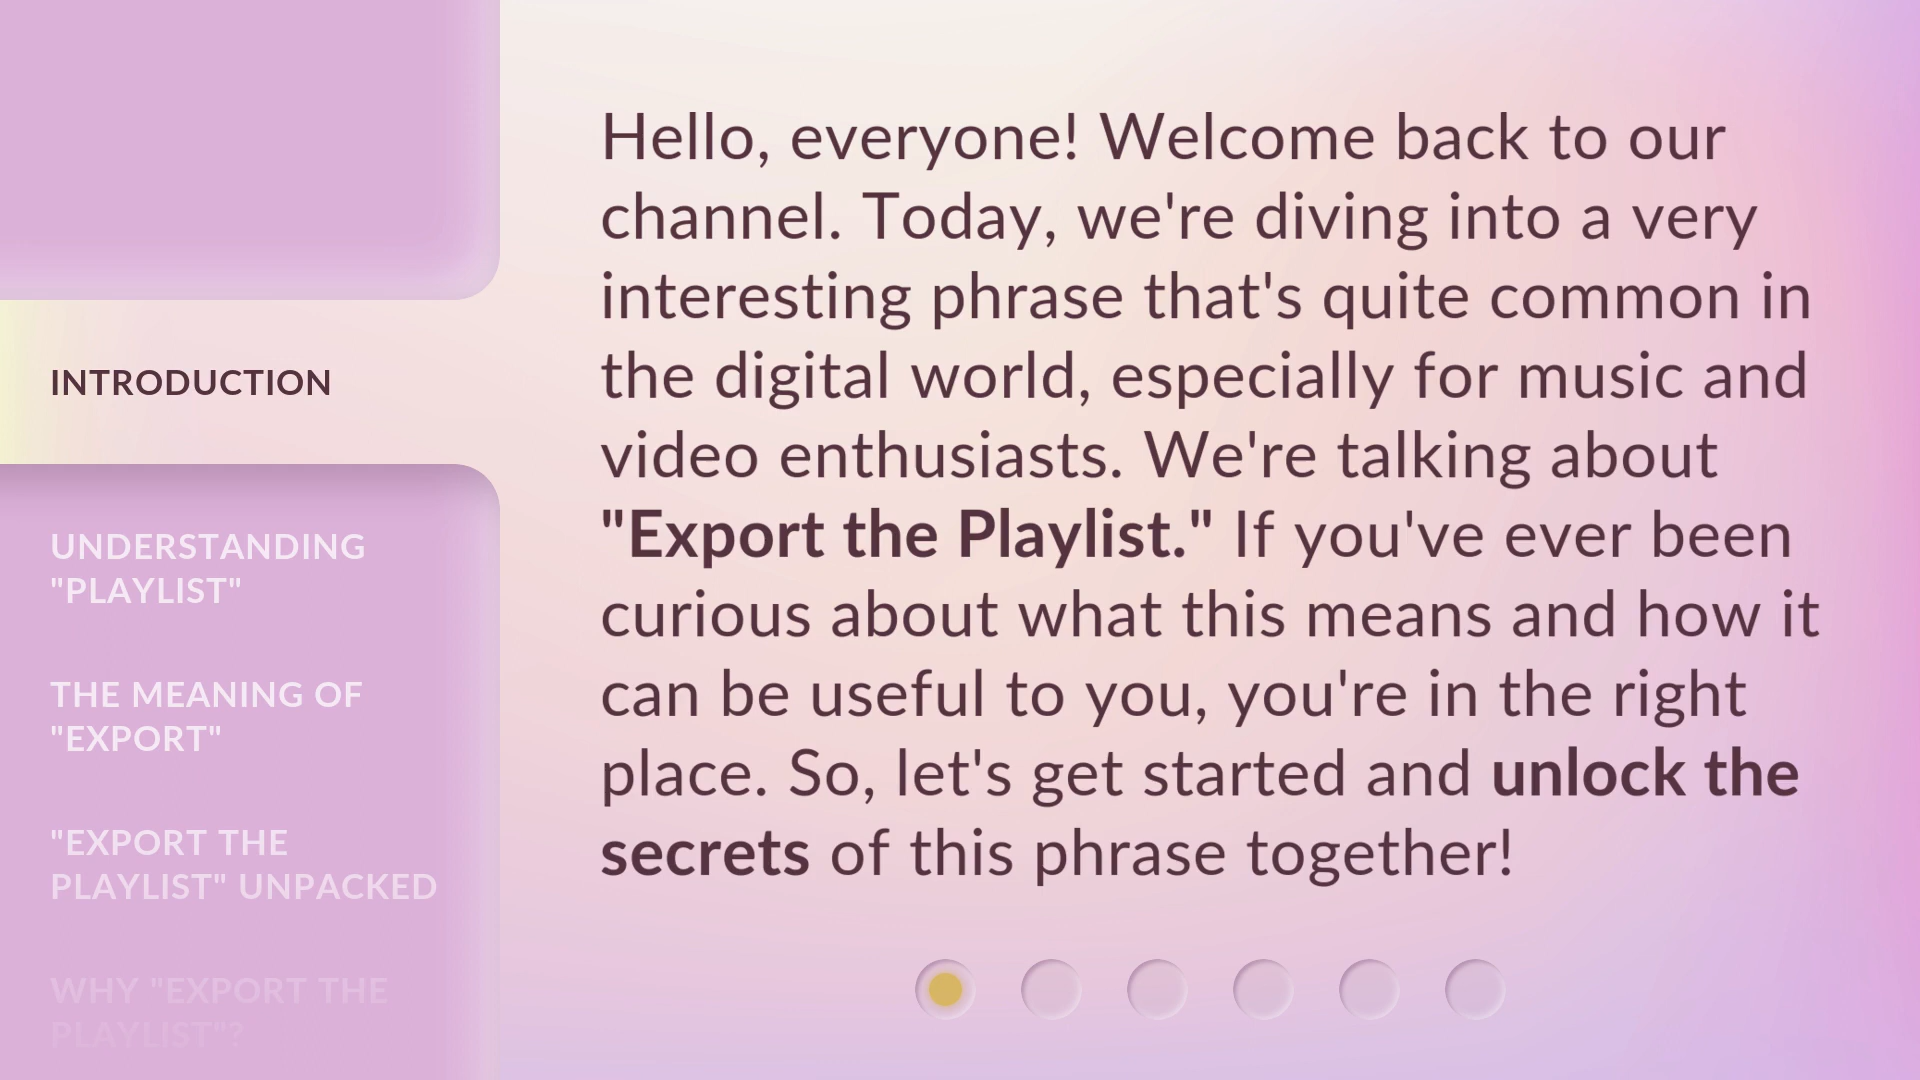 INTRODUCTION
UNDERSTANDING
"PLAYLIST"
THE MEANING OF
"EXPORT"
"EXPORT THE
PLAYLIST" UNPACKED
WHY "EXPORT THE
PLAYLIST"?
Hello, everyone! Welcome back to our
channel. Today, we're diving into a very
interesting phrase that's quite common in
the digital world, especially for music and
video enthusiasts. We're talking about
"Export the Playlist." If you've ever been
curious about what this means and how it
can be useful to you, you're in the right
place. So, let's get started and unlock the
secrets of this phrase together!